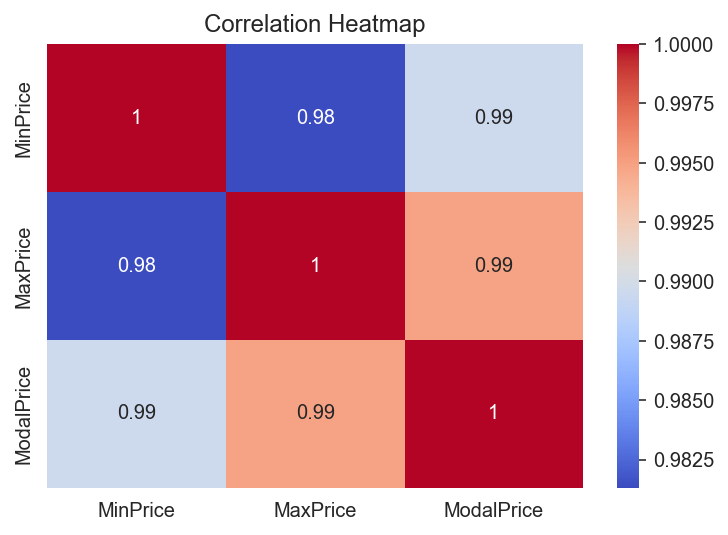 Correlation Heatmap
MinPrice
1
0.98
0.99
MaxPrice
0.98
1
0.99
ModalPrice
0.99
0.99
1
MinPrice
MaxPrice
ModalPrice
1.0000
0.9975
0.9950
0.9925
0.9900
0.9875
0.9850
0.9825